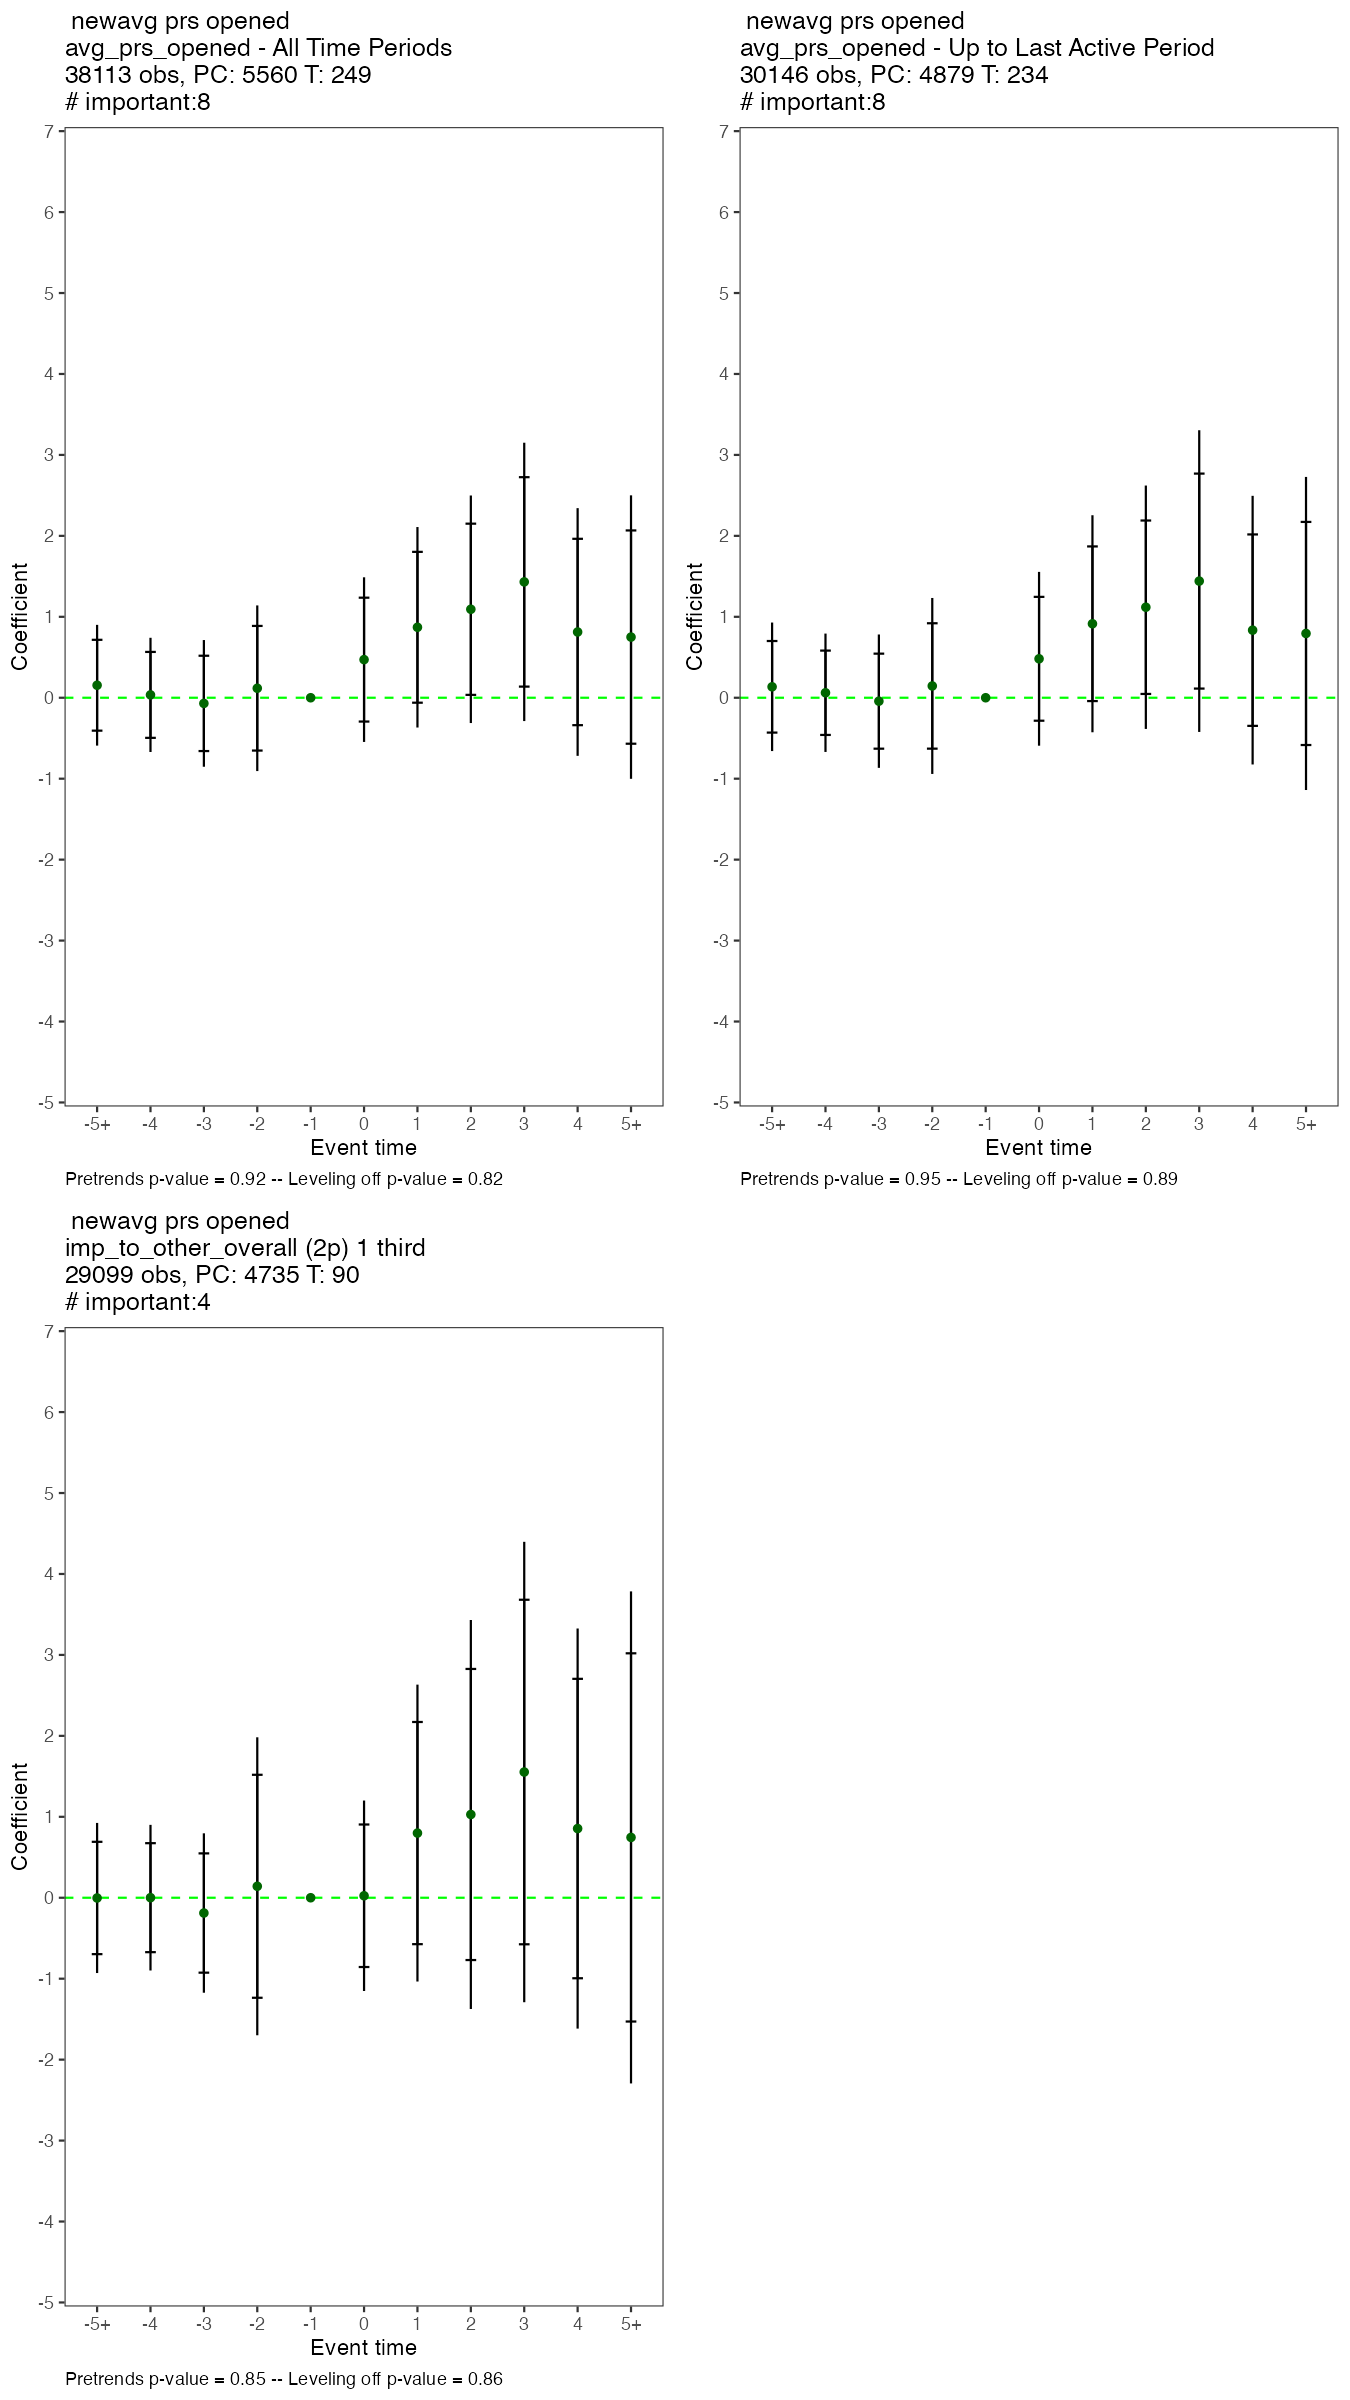 newavg prs opened
avg_prs_opened - All Time Periods
38113 obs, PC: 5560 T: 249
# important:8
7
6
5
4
3
2
1
0
-1
-2
-3
-4
-5
Coefficient
-5+ -4 -3 -2 -1 0 1 2 3 4 5+
Event time
Pretrends p-value = 0.92 -- Leveling off p-value = 0.82
newavg prs opened
avg_prs_opened - Up to Last Active Period
30146 obs, PC: 4879 T: 234
# important:8
7
6
5
4
3
2
1
0
-1
-2
-3
-4
-5
Coefficient
-5+ -4 -3 -2 -1 0 1 2 3 4 5+
Event time
Pretrends p-value = 0.95 -- Leveling off p-value = 0.89
newavg prs opened
imp_to_other_overall (2p) 1 third
29099 obs, PC: 4735 T: 90
# important:4
7
6
5
4
3
2
1
0
-1
-2
-3
-4
-5
Coefficient
-5+ -4 -3 -2 -1 0 1 2 3 4 5+
Event time
Pretrends p-value = 0.85 -- Leveling off p-value = 0.86